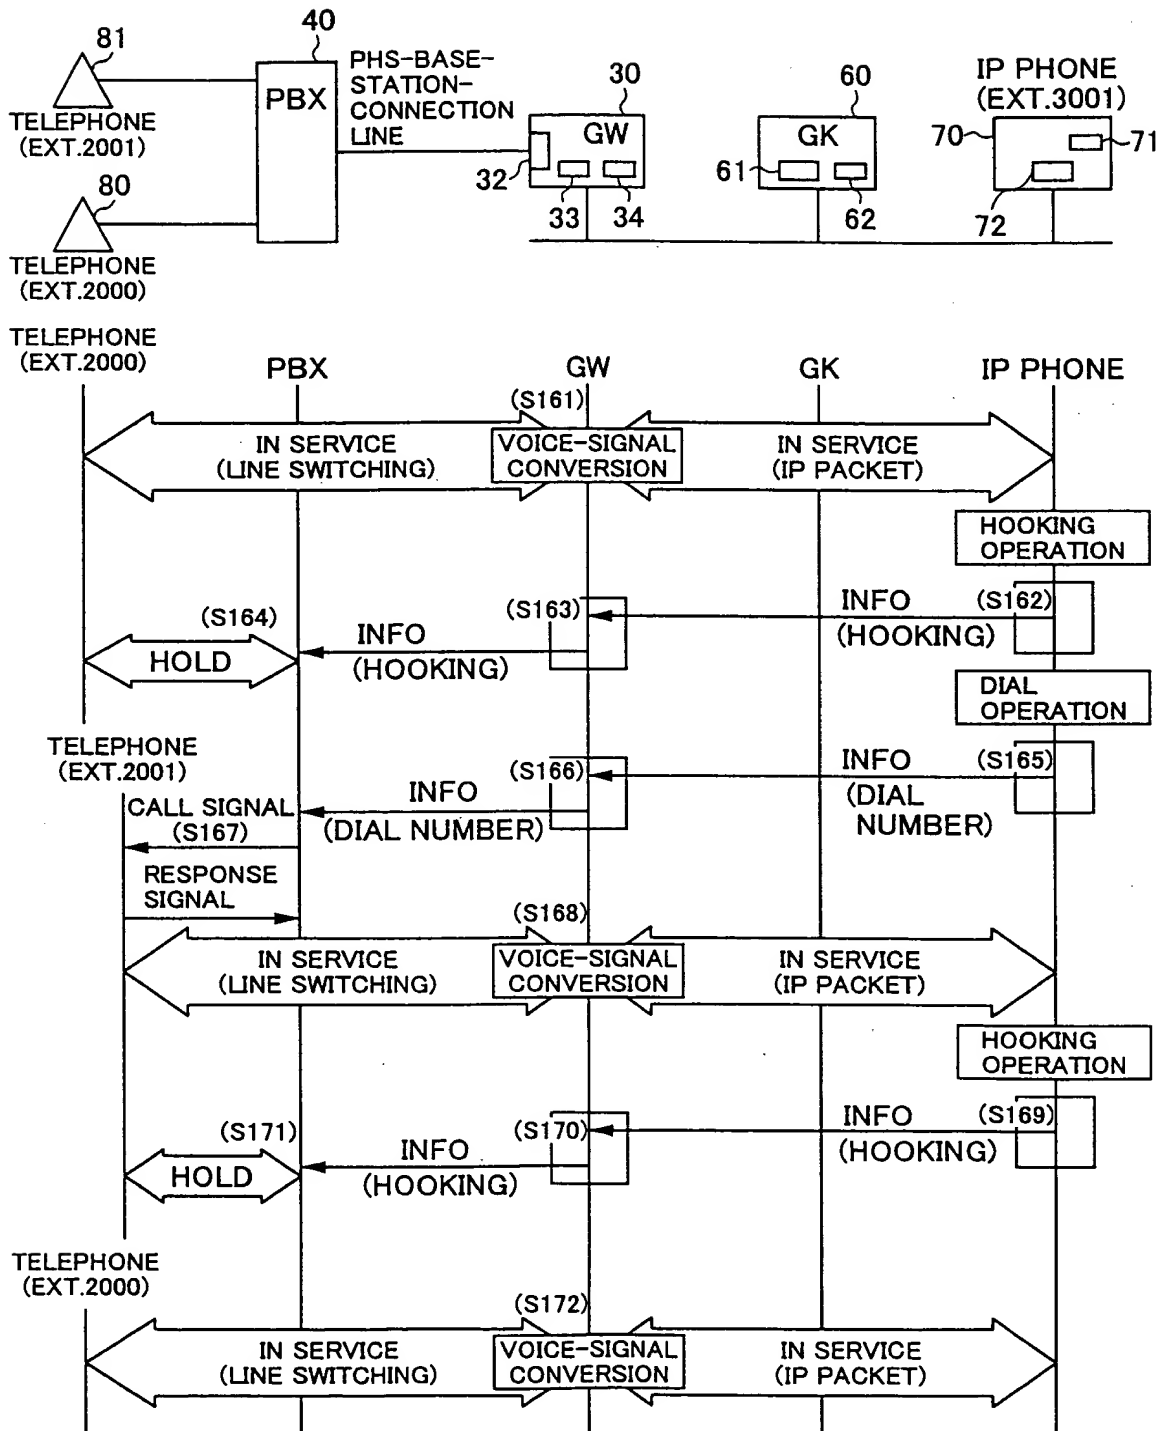 81
40
PHS-BASE-
STATION-
CONNECTION
LINE
PBX
TELEPHONE
(EXT.2001)
30
GW
32
33
34
60
GK
61
62
IP PHONE
(EXT.3001)
70
71
72
80
TELEPHONE
(EXT.2000)
TELEPHONE
(EXT.2000)
PBX
GW
GK
IP PHONE
(S161)
IN SERVICE
(LINE SWITCHING)
VOICE-SIGNAL
CONVERSION
IN SERVICE
(IP PACKET)
HOOKING
OPERATION
(S162)
INFO
(HOOKING)
(S163)
INFO
(HOOKING)
(S164)
HOLD
DIAL
OPERATION
TELEPHONE
(EXT.2001)
(S165)
INFO
(DIAL
NUMBER)
(S166)
INFO
(DIAL NUMBER)
CALL SIGNAL
(S167)
RESPONSE
SIGNAL
(S168)
IN SERVICE
(LINE SWITCHING)
VOICE-SIGNAL
CONVERSION
IN SERVICE
(IP PACKET)
HOOKING
OPERATION
(S169)
INFO
(HOOKING)
(S170)
INFO
(HOOKING)
(S171)
HOLD
TELEPHONE
(EXT.2000)
(S172)
IN SERVICE
(LINE SWITCHING)
VOICE-SIGNAL
CONVERSION
IN SERVICE
(IP PACKET)